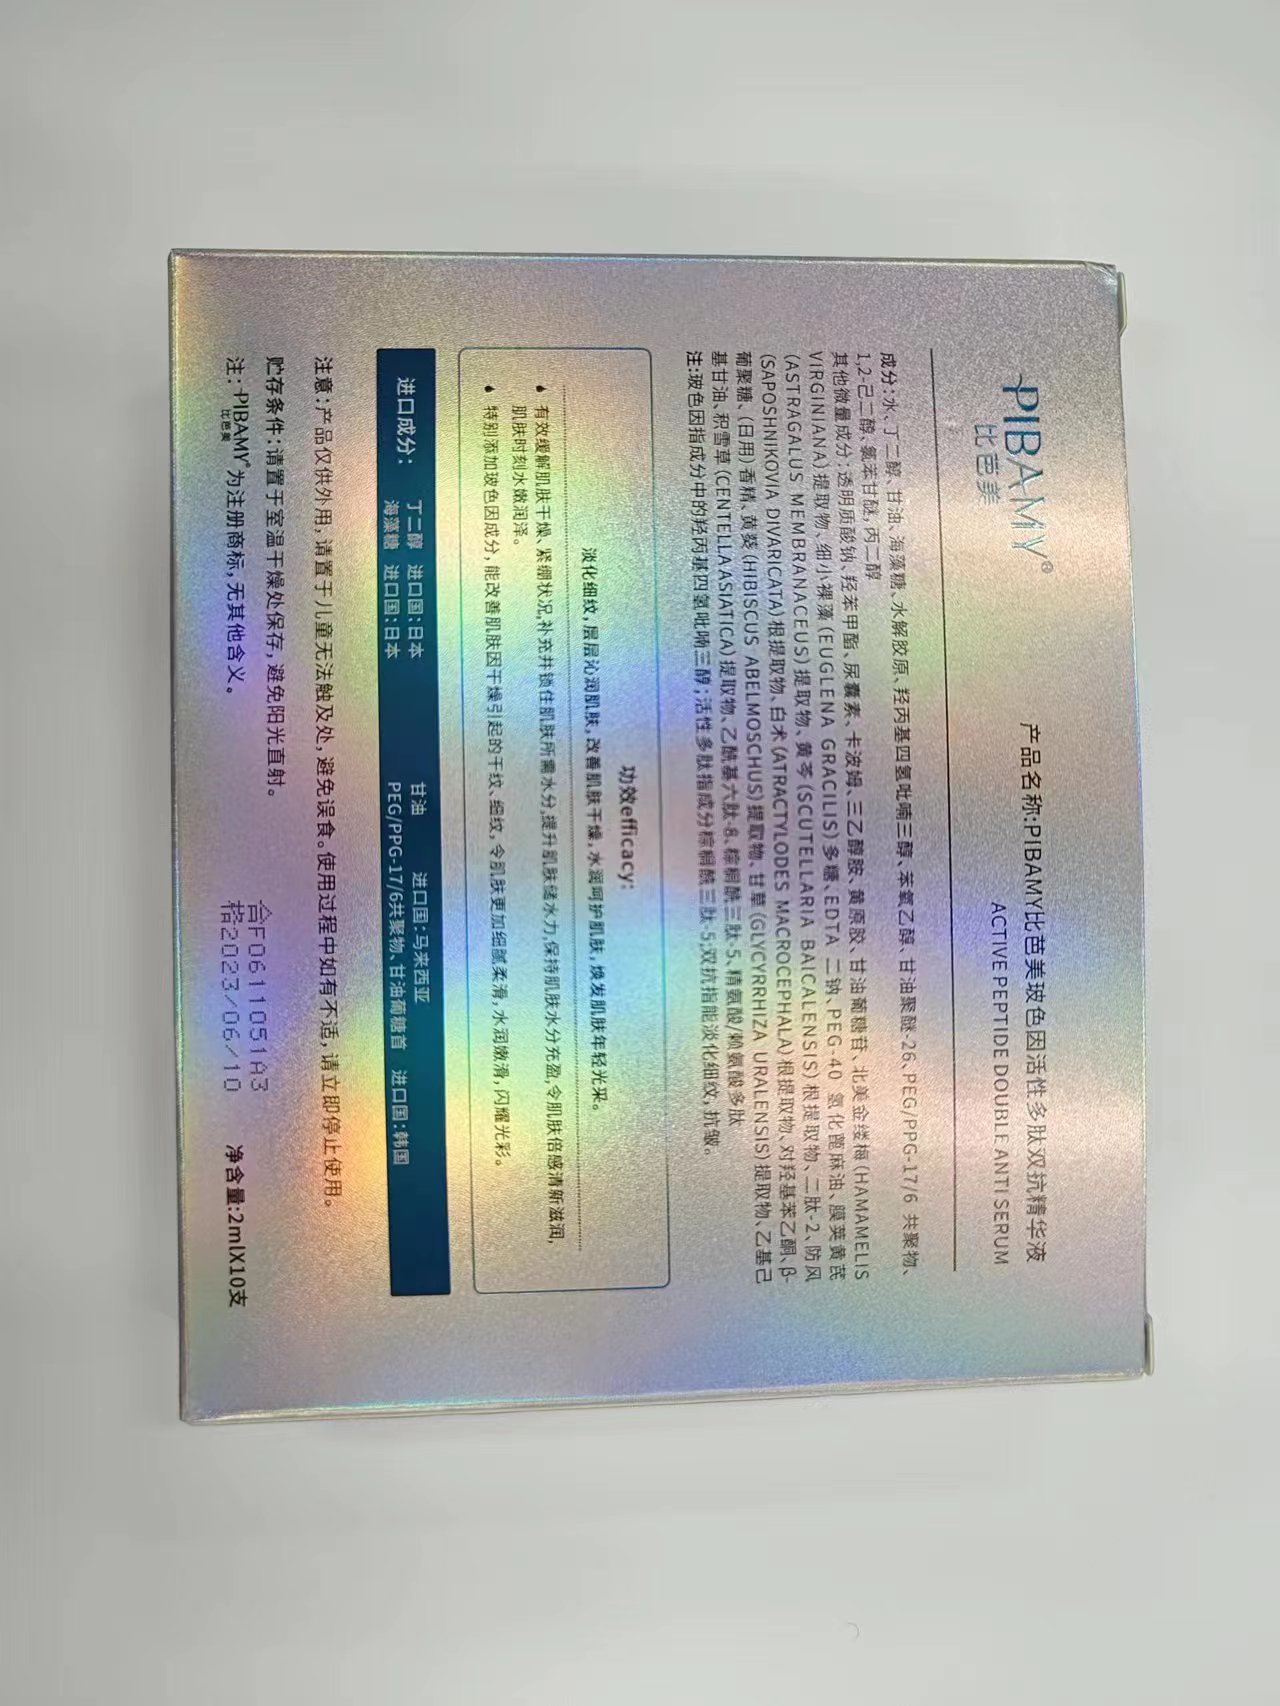 PIBAMY®
比芭美
产品名称:PIBAMY比芭美玻色因活性多肽双抗精华液
ACTIVE PEPTIDE DOUBLE ANTI SERUM
成分:水、丁二醇、甘油、海藻糖、水解胶原、羟丙基四氢吡喃三醇、苯氧乙醇、甘油聚醚-26、PEG/PPG-17/6 共聚物、
1,2-己二醇、氯苯甘醚,丙二醇
其他微量成分:透明质酸钠、羟苯甲酯、尿囊素、卡波姆、三乙醇胺、黄原胶、甘油葡糖苷、北美金缕梅(HAMAMELIS
VIRGINIANA)提取物、细小裸藻(EUGLENA GRACILIS)多糖、EDTA 二钠、PEG-40 氢化蓖麻油、膜荚黄芪
(ASTRAGALUS MEMBRANACEUS)提取物、黄芩(SCUTELLARIA BAICALENSIS)根提取物、二肽-2、防风
(SAPOSHNIKOVIA DIVARICATA)根提取物、白术(ATRACTYLODES MACROCEPHALA)根提取物、对羟基苯乙酮、β-
葡聚糖、(日用)香精、黄葵(HIBISCUS ABELMOSCHUS)提取物、甘草(GLYCYRRHIZA URALENSIS)提取物、乙基己
基甘油、积雪草(CENTELLA ASIATICA)提取物、乙酰基六肽-8、棕榈酰三肽-5、精氨酸/赖氨酸多肽
注:玻色因指成分中的羟丙基四氢吡喃三醇;活性多肽指成分棕榈酰三肽-5;双抗指能淡化细纹,抗皱。
功效efficacy:
淡化细纹,层层沁润肌肤,改善肌肤干燥,水润呵护肌肤,焕发肌肤年轻光采。
有效缓解肌肤干燥、紧绷状况,补充并锁住肌肤所需水分,提升肌肤储水力,保持肌肤水分充盈,令肌肤倍感清新滋润,
肌肤时刻水嫩润泽。
特别添加玻色因成分,能改善肌肤因干燥引起的干纹、细纹,令肌肤更加细腻柔滑,水润嫩滑,闪耀光彩。
进口成分: 丁二醇 进口国:日本 甘油 进口国:马来西亚
海藻糖 进口国:日本 PEG/PPG-17/6共聚物、甘油葡糖苷 进口国:韩国
注意:产品仅供外用,请置于儿童无法触及处,避免误食。使用过程中如有不适,请立即停止使用。
贮存条件:请置于室温干燥处保存,避免阳光直射。
注:PIBAMY®比芭美为注册商标,无其他含义。
合F0611051A3
格2023/06/10
净含量:2mlX10支